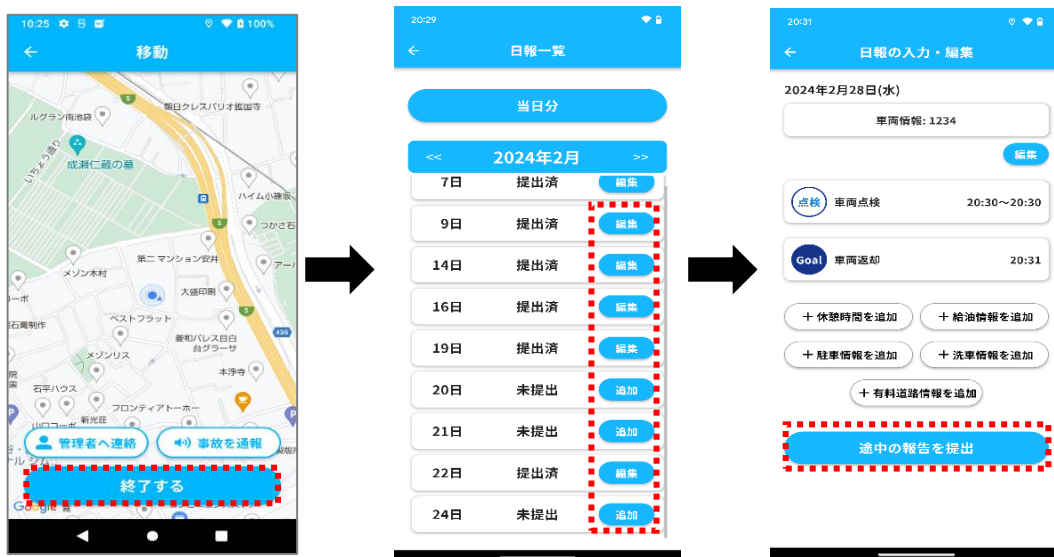 10:25 100%
移動
朝日クレスパリオ鑑国寺
ルグラン南池袋
いちょう通り
成瀬仁蔵の墓
5
ハイム小篠坂
5
つかさ石
第二マンション安井
メゾン木村
大盛印刷
ベストフラット
5
石膏制作
菱和パレス目白
台グラーサ
435
メゾンリス
本浄寺
石平ハウス
フロンティアトーホー
新光荘
管理者へ連絡
事故を通報
終了する
Google
20:29
日報一覧
当日分
<< 2024年2月 >>
7日 提出済 編集
9日 提出済 編集
14日 提出済 編集
16日 提出済 編集
19日 提出済 編集
20日 未提出 追加
21日 未提出 追加
22日 提出済 編集
24日 未提出 追加
20:31
日報の入力・編集
2024年2月28日(水)
車両情報: 1234
編集
点検 車両点検 20:30～20:30
Goal 車両返却 20:31
＋休憩時間を追加 ＋給油情報を追加
＋駐車情報を追加 ＋洗車情報を追加
＋有料道路情報を追加
途中の報告を提出